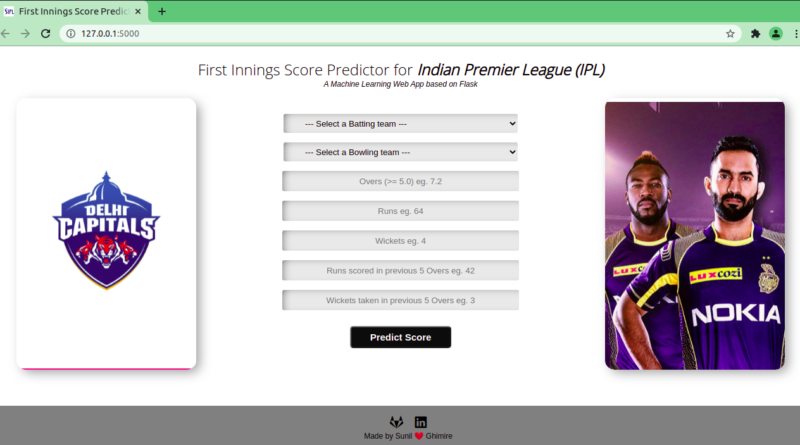 First Innings Score Predict
127.0.0.1:5000
First Innings Score Predictor for Indian Premier League (IPL)
A Machine Learning Web App based on Flask
DELHI
CAPITALS
--- Select a Batting team ---
--- Select a Bowling team ---
Overs (>= 5.0) eg. 7.2
Runs eg. 64
Wickets eg. 4
Runs scored in previous 5 Overs eg. 42
Wickets taken in previous 5 Overs eg. 3
Predict Score
LUXCOZI
LUXCOZI
NOKIA
Made by Sunil ❤ Ghimire